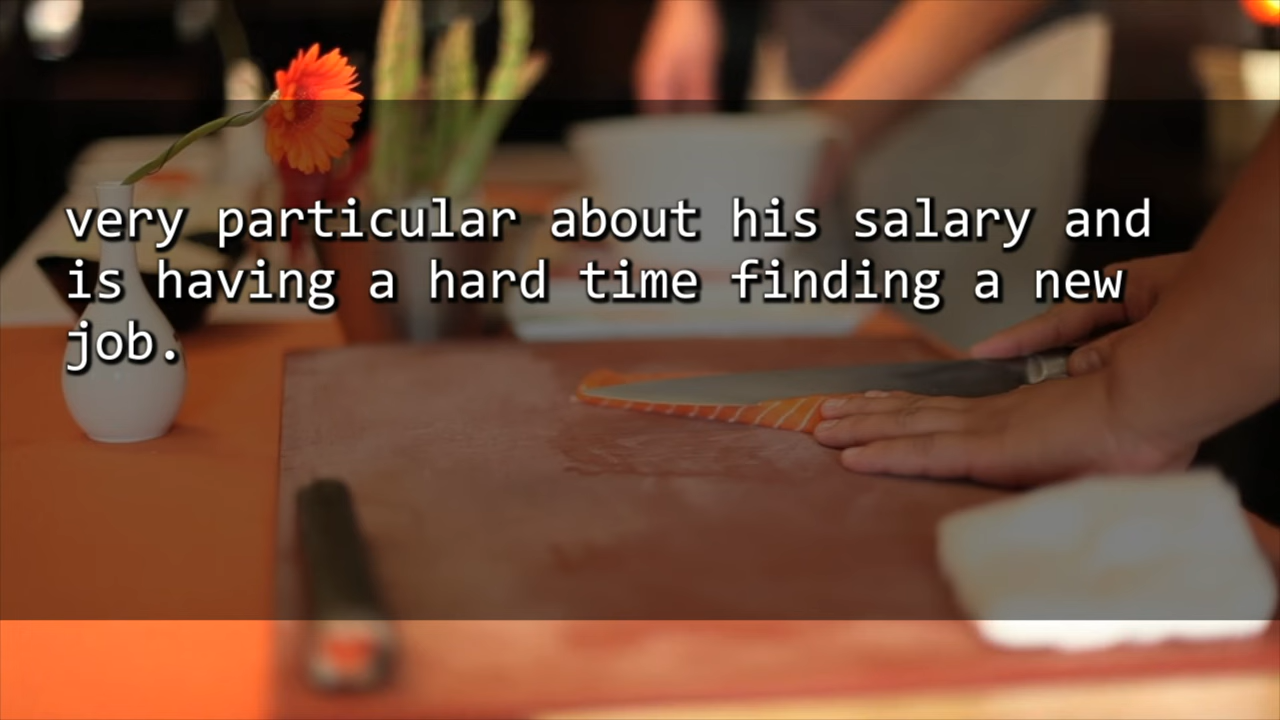 very particular about his salary and
is having a hard time finding a new
job.